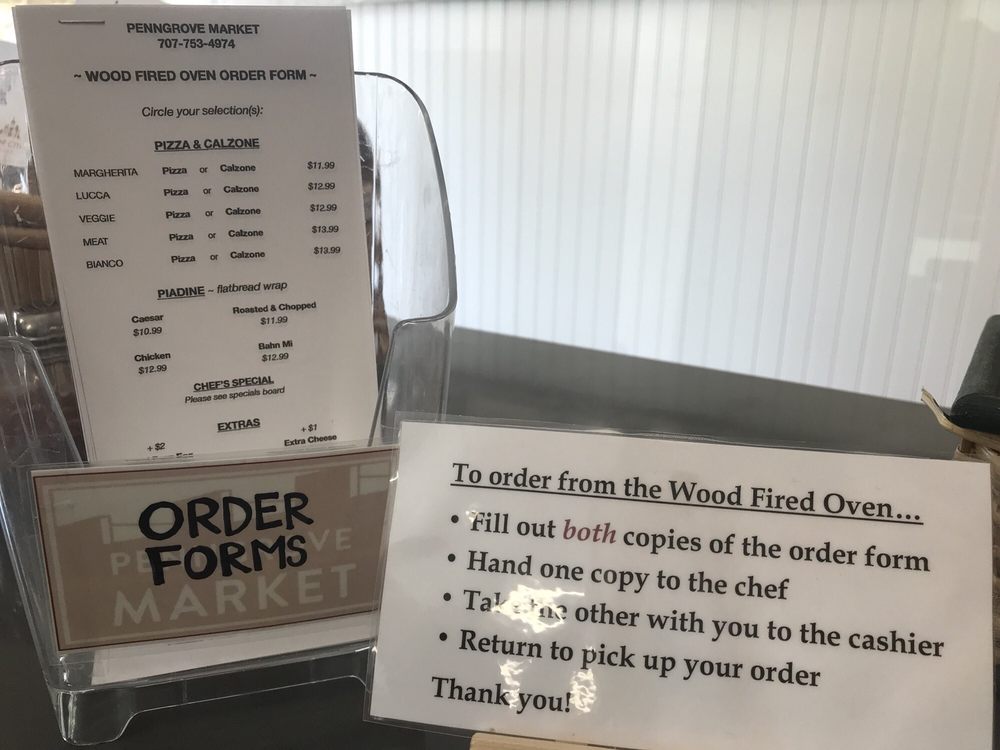 PENNGROVE MARKET
707-753-4974
~ WOOD FIRED OVEN ORDER FORM ~
Circle your selection(s):
PIZZA & CALZONE
MARGHERITA Pizza or Calzone $11.99
LUCCA Pizza or Calzone $12.99
VEGGIE Pizza or Calzone $12.99
MEAT Pizza or Calzone $13.99
BIANCO Pizza or Calzone $13.99
PIADINE ~ flatbread wrap
Caesar Roasted & Chopped
$10.99 $11.99
Chicken Bahn Mi
$12.99 $12.99
CHEF'S SPECIAL
Please see specials board
EXTRAS
+ $2 + $1
Extra Cheese
ORDER
FORMS
MARKET
To order from the Wood Fired Oven...
• Fill out both copies of the order form
• Hand one copy to the chef
• Take the other with you to the cashier
• Return to pick up your order
Thank you!